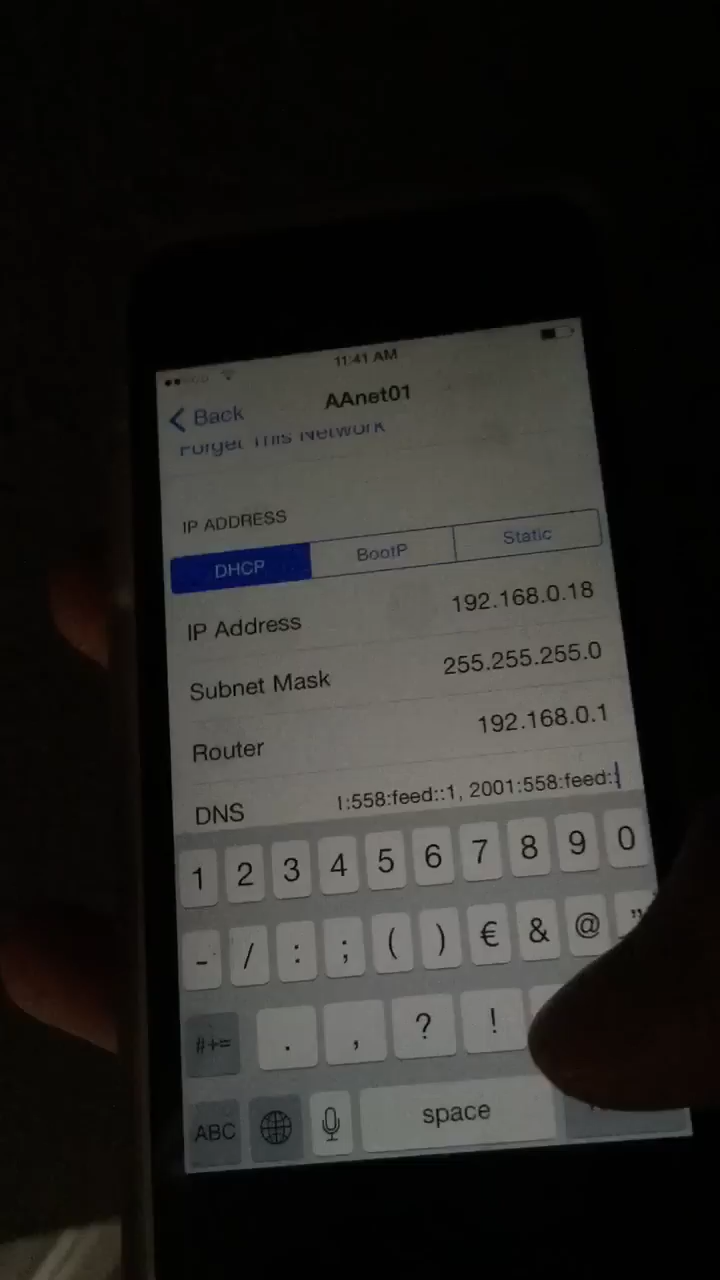 11:41 AM
Back
AAnet01
Forget This Network
IP ADDRESS
DHCP BootP Static
IP Address 192.168.0.18
Subnet Mask 255.255.255.0
Router 192.168.0.1
DNS :558:feed::1, 2001:558:feed::
1 2 3 4 5 6 7 8 9 0
- / : ; ( ) € & @ "
#+= . , ? !
ABC space